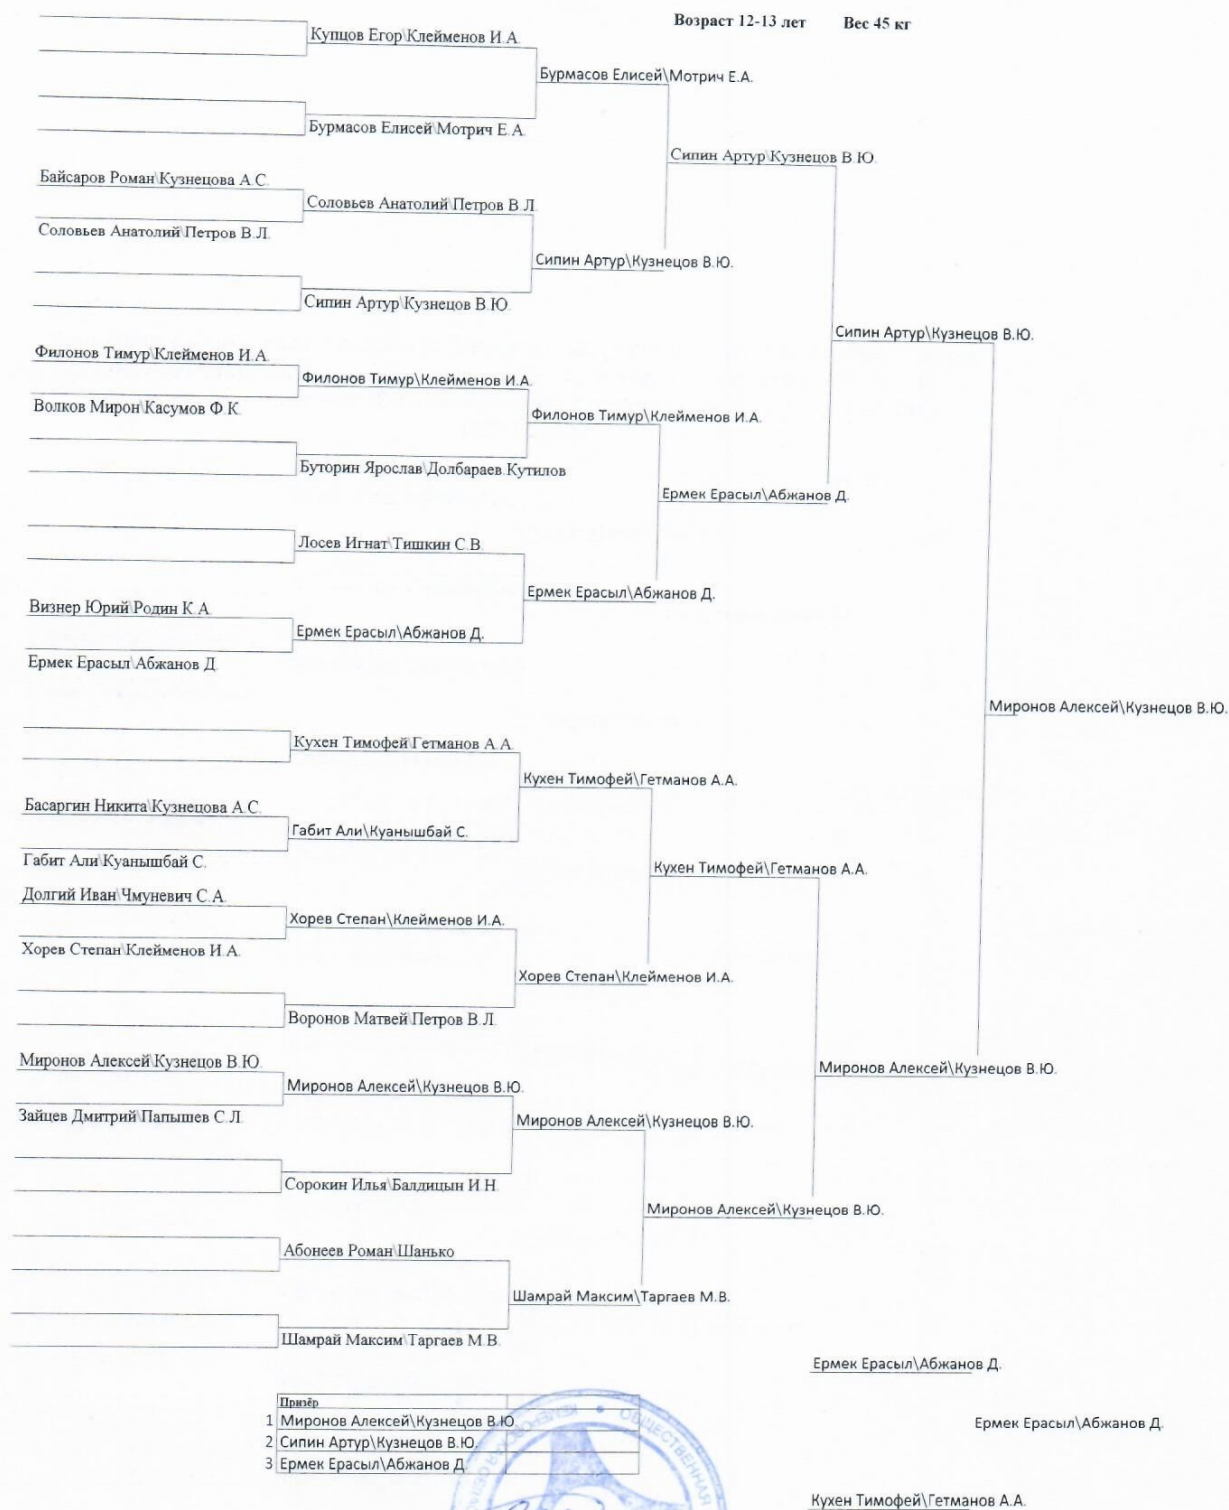 Возраст 12-13 лет Вес 45 кг
Купцов Егор\Клейменов И.А.
Бурмасов Елисей\Мотрич Е.А.
Бурмасов Елисей\Мотрич Е.А.
Сипин Артур\Кузнецов В.Ю.
Байсаров Роман\Кузнецова А.С.
Соловьев Анатолий\Петров В.Л.
Соловьев Анатолий\Петров В.Л.
Сипин Артур\Кузнецов В.Ю.
Сипин Артур\Кузнецов В.Ю.
Сипин Артур\Кузнецов В.Ю.
Филонов Тимур\Клейменов И.А.
Филонов Тимур\Клейменов И.А.
Волков Мирон\Касумов Ф.К.
Филонов Тимур\Клейменов И.А.
Буторин Ярослав\Долбараев.Кутилов
Ермек Ерасыл\Абжанов Д.
Лосев Игнат\Тишкин С.В.
Ермек Ерасыл\Абжанов Д.
Визнер Юрий\Родин К.А.
Ермек Ерасыл\Абжанов Д.
Ермек Ерасыл\Абжанов Д.
Миронов Алексей\Кузнецов В.Ю.
Кухен Тимофей\Гетманов А.А.
Кухен Тимофей\Гетманов А.А.
Басаргин Никита\Кузнецова А.С.
Габит Али\Куанышбай С.
Габит Али\Куанышбай С.
Кухен Тимофей\Гетманов А.А.
Долгий Иван\Чмуневич С.А.
Хорев Степан\Клейменов И.А.
Хорев Степан\Клейменов И.А.
Хорев Степан\Клейменов И.А.
Воронов Матвей\Петров В.Л.
Миронов Алексей\Кузнецов В.Ю.
Миронов Алексей\Кузнецов В.Ю.
Миронов Алексей\Кузнецов В.Ю.
Зайцев Дмитрий\Папышев С.Л.
Миронов Алексей\Кузнецов В.Ю.
Сорокин Илья\Балдицын И.Н.
Миронов Алексей\Кузнецов В.Ю.
Абонеев Роман\Шанько
Шамрай Максим\Таргаев М.В.
Шамрай Максим\Таргаев М.В.
Ермек Ерасыл\Абжанов Д.
Призёр
1 Миронов Алексей\Кузнецов В.Ю.
2 Сипин Артур\Кузнецов В.Ю.
3 Ермек Ерасыл\Абжанов Д.
Ермек Ерасыл\Абжанов Д.
Кухен Тимофей\Гетманов А.А.
ОБЩЕСТВЕННАЯ